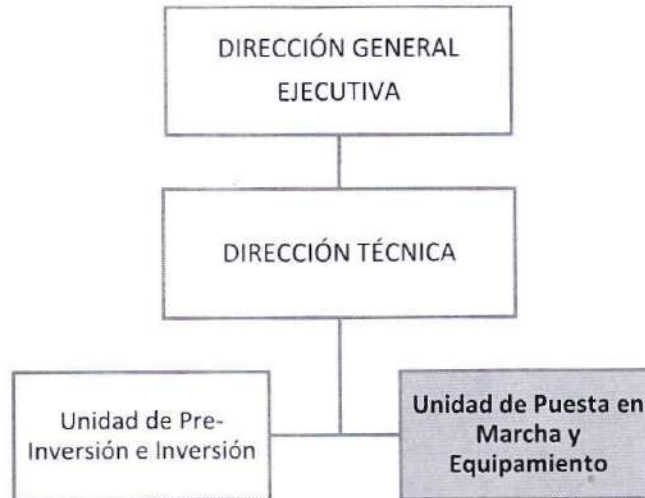 DIRECCIÓN GENERAL
EJECUTIVA
DIRECCIÓN TÉCNICA
Unidad de Pre-
Inversión e Inversión
Unidad de Puesta en
Marcha y
Equipamiento